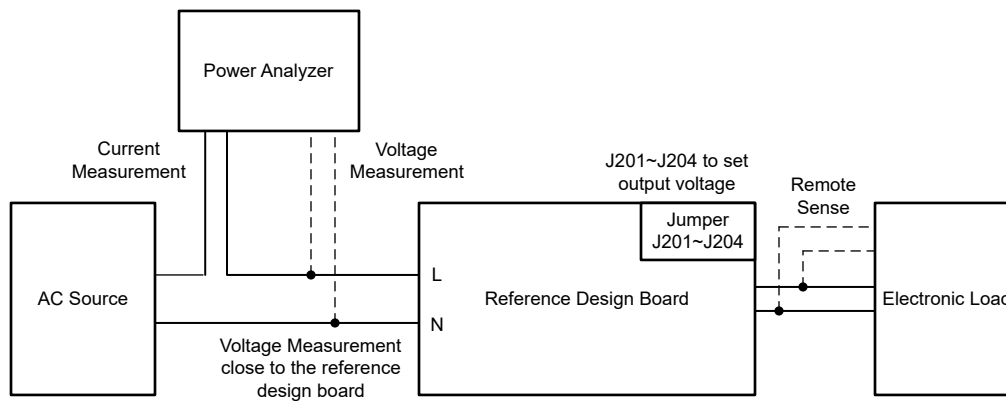 Power Analyzer
Current
Measurement
Voltage
Measurement
J201~J204 to set
output voltage
Remote
Sense
Jumper
J201~J204
AC Source
L
N
Reference Design Board
Electronic Load
Voltage Measurement
close to the reference
design board